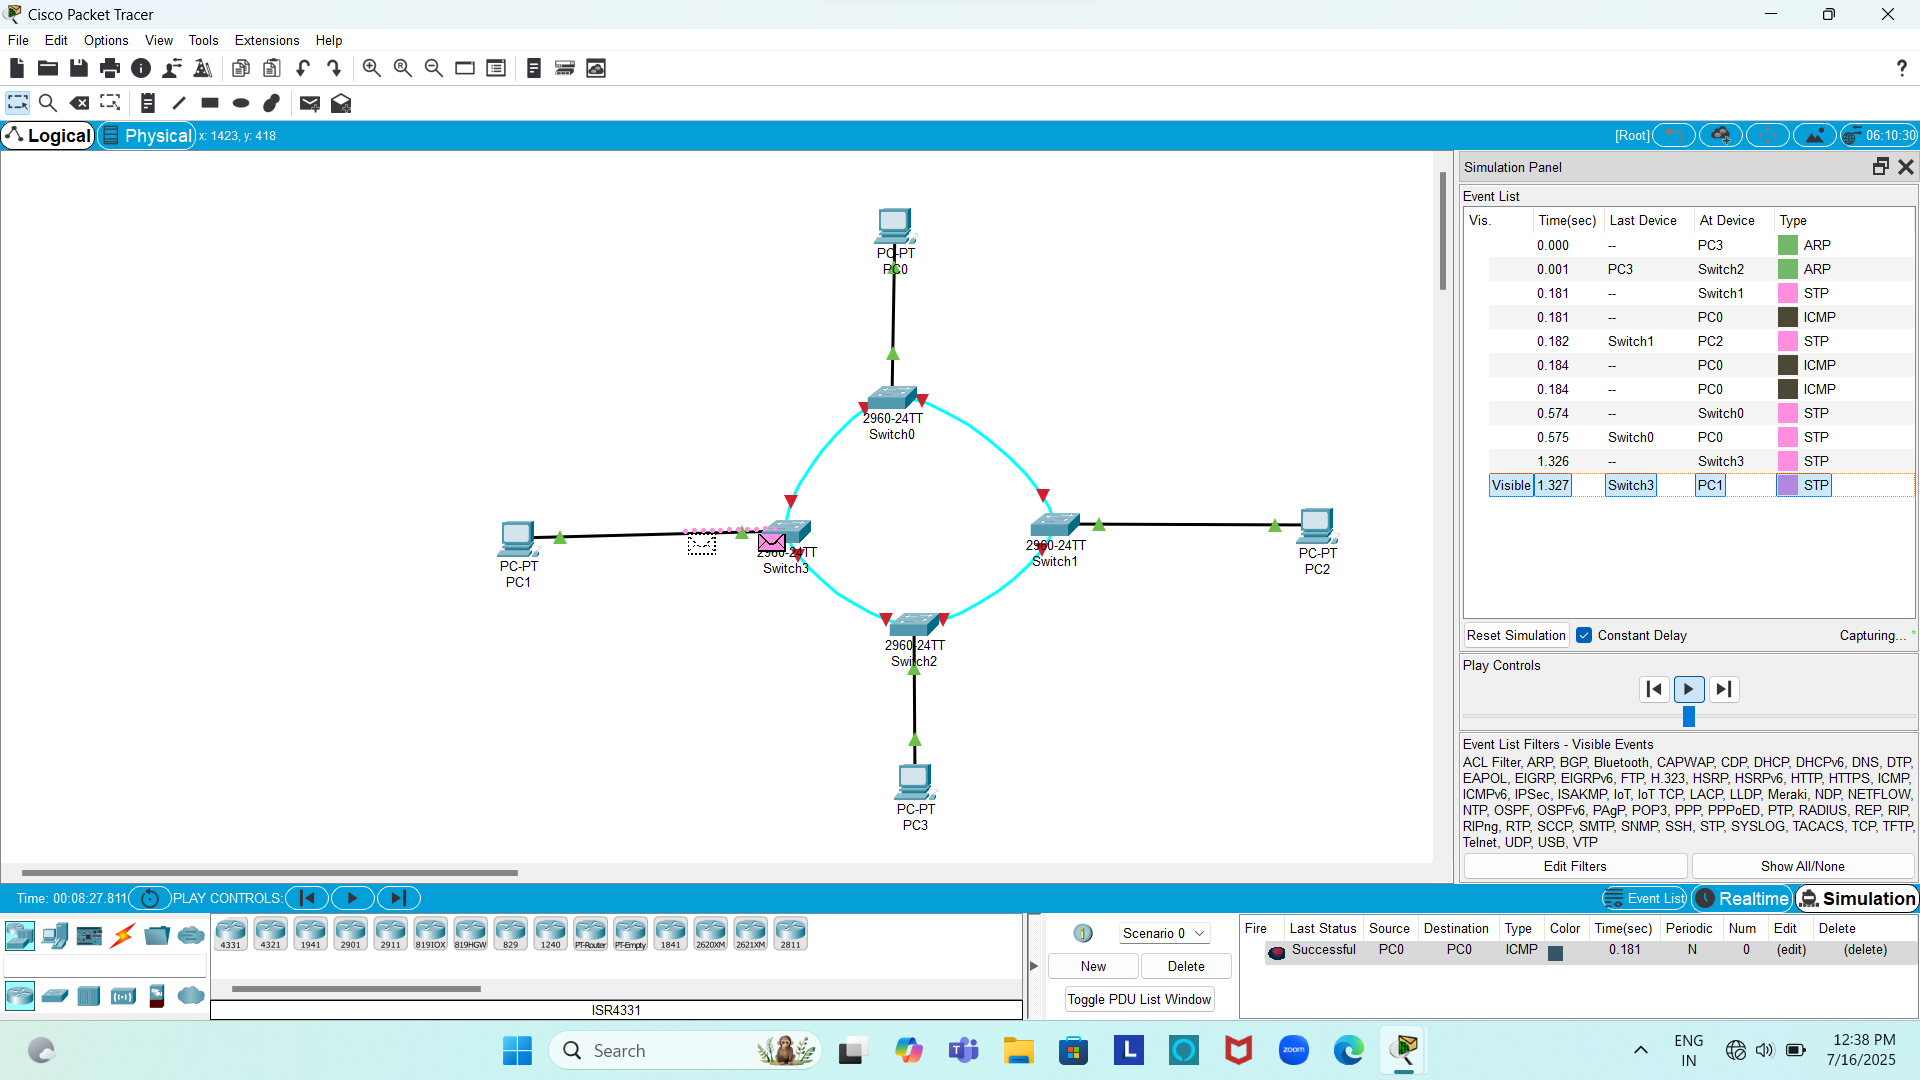 Cisco Packet Tracer
File Edit Options View Tools Extensions Help
Logical Physical x: 1423, y: 418 [Root] 06:10:30
PC-PT
PC0
2960-24TT
Switch0
PC-PT
PC1
2960-24TT
Switch3
2960-24TT
Switch1
PC-PT
PC2
2960-24TT
Switch2
PC-PT
PC3
Simulation Panel
Event List
Vis. Time(sec) Last Device At Device Type
0.000 -- PC3 ARP
0.001 PC3 Switch2 ARP
0.181 -- Switch1 STP
0.181 -- PC0 ICMP
0.182 Switch1 PC2 STP
0.184 -- PC0 ICMP
0.184 -- PC0 ICMP
0.574 -- Switch0 STP
0.575 Switch0 PC0 STP
1.326 -- Switch3 STP
Visible 1.327 Switch3 PC1 STP
Reset Simulation Constant Delay Capturing... *
Play Controls
Event List Filters - Visible Events
ACL Filter, ARP, BGP, Bluetooth, CAPWAP, CDP, DHCP, DHCPv6, DNS, DTP,
EAPOL, EIGRP, EIGRPv6, FTP, H.323, HSRP, HSRPv6, HTTP, HTTPS, ICMP,
ICMPv6, IPSec, ISAKMP, IoT, IoT TCP, LACP, LLDP, Meraki, NDP, NETFLOW,
NTP, OSPF, OSPFv6, PAgP, POP3, PPP, PPPoED, PTP, RADIUS, REP, RIP,
RIPng, RTP, SCCP, SMTP, SNMP, SSH, STP, SYSLOG, TACACS, TCP, TFTP,
Telnet, UDP, USB, VTP
Edit Filters Show All/None
Time: 00:08:27.811 PLAY CONTROLS: Event List Realtime Simulation
4331 4321 1941 2901 2911 819IOX 819HGW 829 1240 PT-Router PT-Empty 1841 2620XM 2621XM 2811
ISR4331
Scenario 0
New Delete
Toggle PDU List Window
Fire Last Status Source Destination Type Color Time(sec) Periodic Num Edit Delete
Successful PC0 PC0 ICMP 0.181 N 0 (edit) (delete)
Search
L
zoom
ENG
IN
12:38 PM
7/16/2025